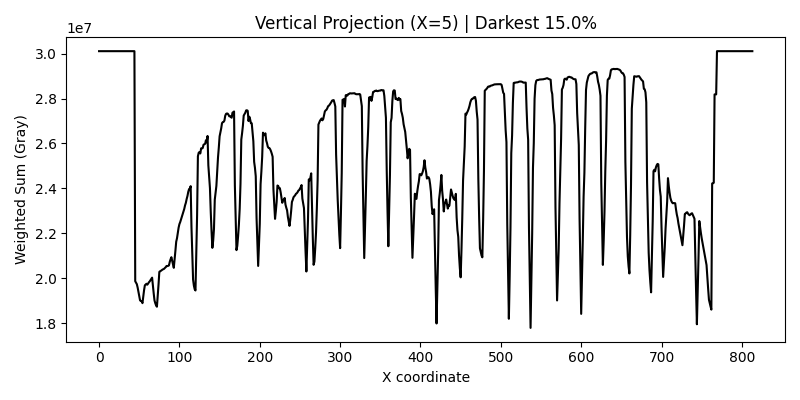 Vertical Projection (X=5) | Darkest 15.0%
1e7
3.0
2.8
2.6
2.4
2.2
2.0
1.8
Weighted Sum (Gray)
0 100 200 300 400 500 600 700 800
X coordinate